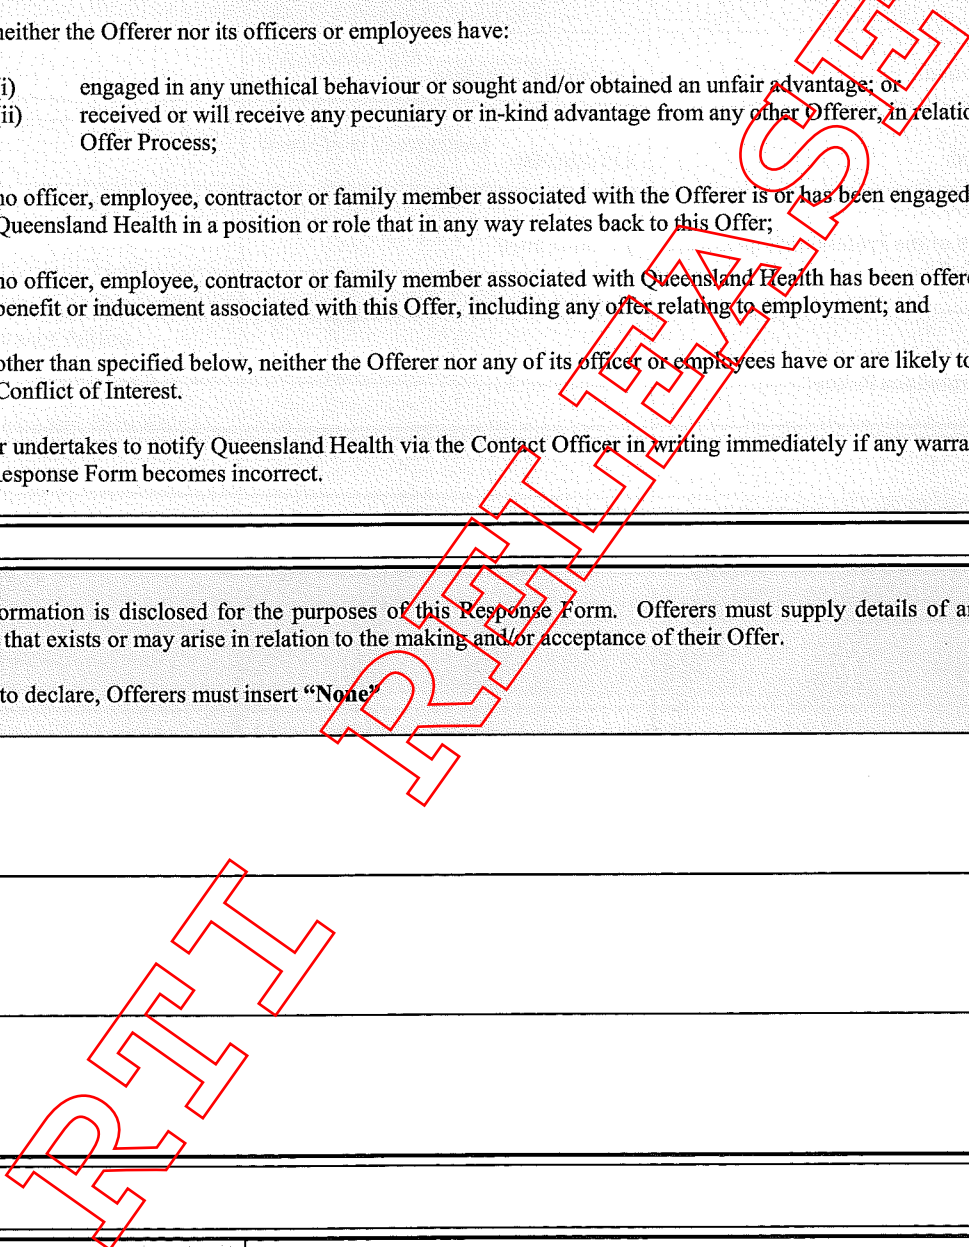 neither the Offerer nor its officers or employees have:
(i) engaged in any unethical behaviour or sought and/or obtained an unfair advantage; or
(ii) received or will receive any pecuniary or in-kind advantage from any other Offerer, in
Offer Process;
no officer, employee, contractor or family member associated with the Offerer is or has been engaged
Queensland Health in a position or role that in any way relates back to this Offer;
no officer, employee, contractor or family member associated with Queensland Health has been
benefit or inducement associated with this Offer, including any offer relating to employment; and
other than specified below, neither the Offerer nor any of its officer or employees have or are likely to
Conflict of Interest.
undertakes to notify Queensland Health via the Contact Officer in writing immediately if any
Response Form becomes incorrect.
is disclosed for the purposes of this Response Form. Offerers must supply details of
that exists or may arise in relation to the making and/or acceptance of their Offer.
to declare, Offerers must insert “None”
RTI RELEASE